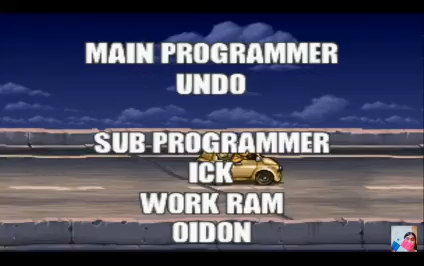 MAIN PROGRAMMER
UNDO
SUB PROGRAMMER
ICK
WORK RAM
OIDON